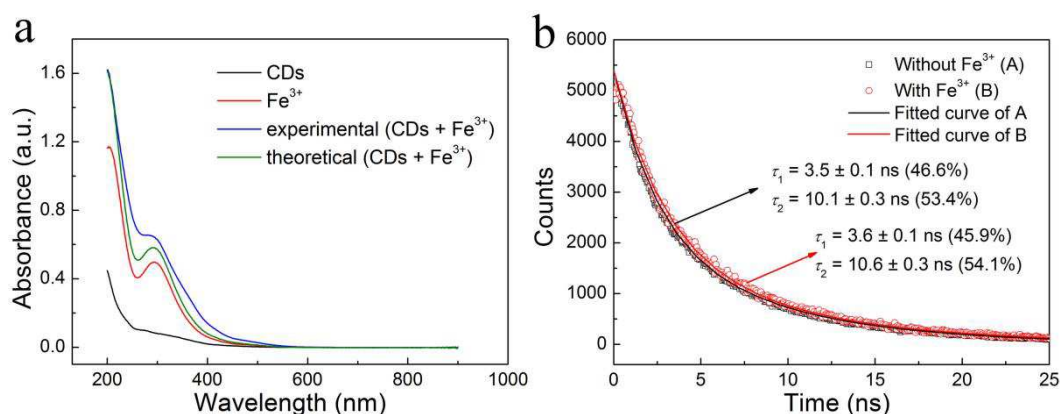 a
1.6
1.2
0.8
0.4
0.0
200 400 600 800 1000
Absorbance (a.u.)
Wavelength (nm)
CDs
Fe³⁺
experimental (CDs + Fe³⁺)
theoretical (CDs + Fe³⁺)
b
6000
5000
4000
3000
2000
1000
0
0 5 10 15 20 25
Counts
Time (ns)
Without Fe³⁺ (A)
With Fe³⁺ (B)
Fitted curve of A
Fitted curve of B
τ₁ = 3.5 ± 0.1 ns (46.6%)
τ₂ = 10.1 ± 0.3 ns (53.4%)
τ₁ = 3.6 ± 0.1 ns (45.9%)
τ₂ = 10.6 ± 0.3 ns (54.1%)